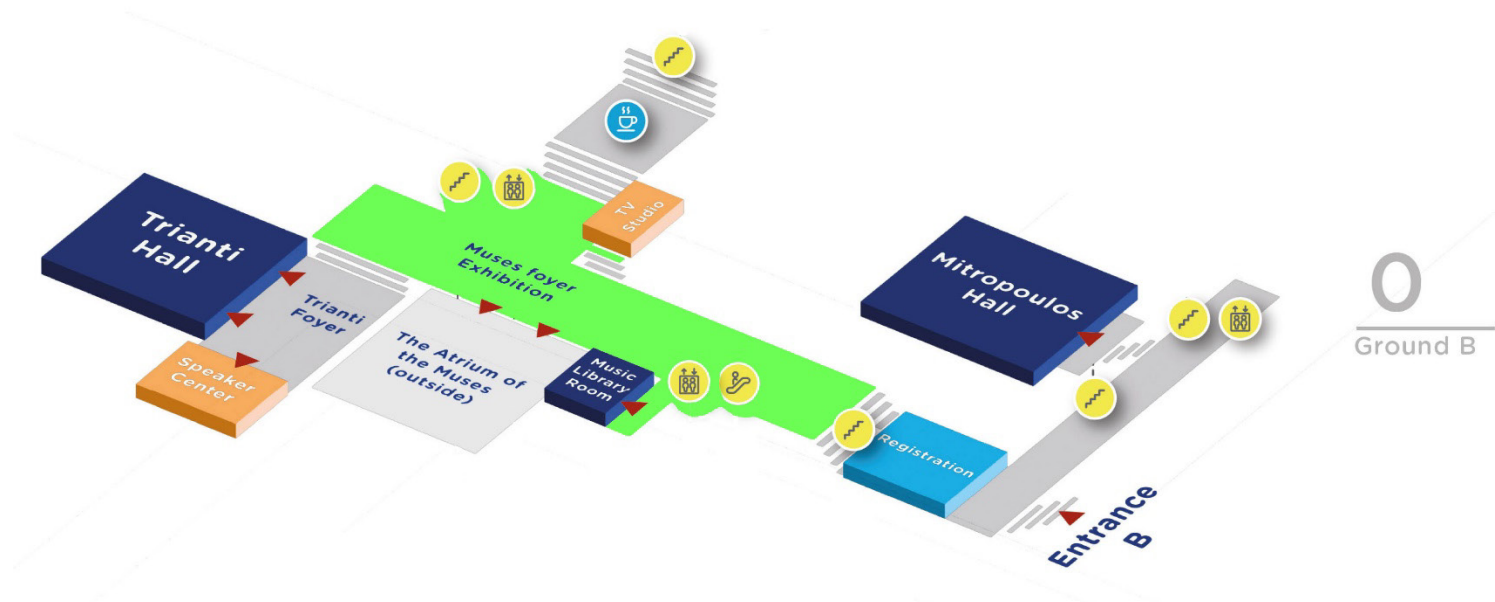 Trianti
Hall
Trianti
Foyer
Speaker
Center
Muses foyer
Exhibition
The Atrium of
the Muses
(outside)
TV
Studio
Music
Library
Room
Registration
Mitropoulos
Hall
Entrance
B
0
Ground B